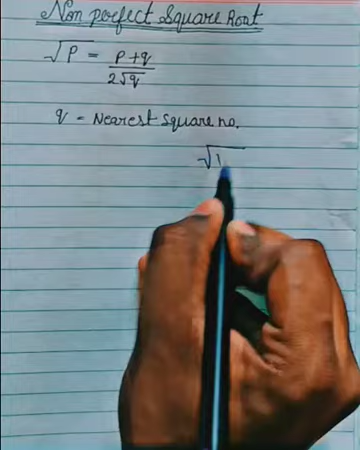 Non perfect Square Root
√P = P+q
2√q
q = Nearest Square no.
√1